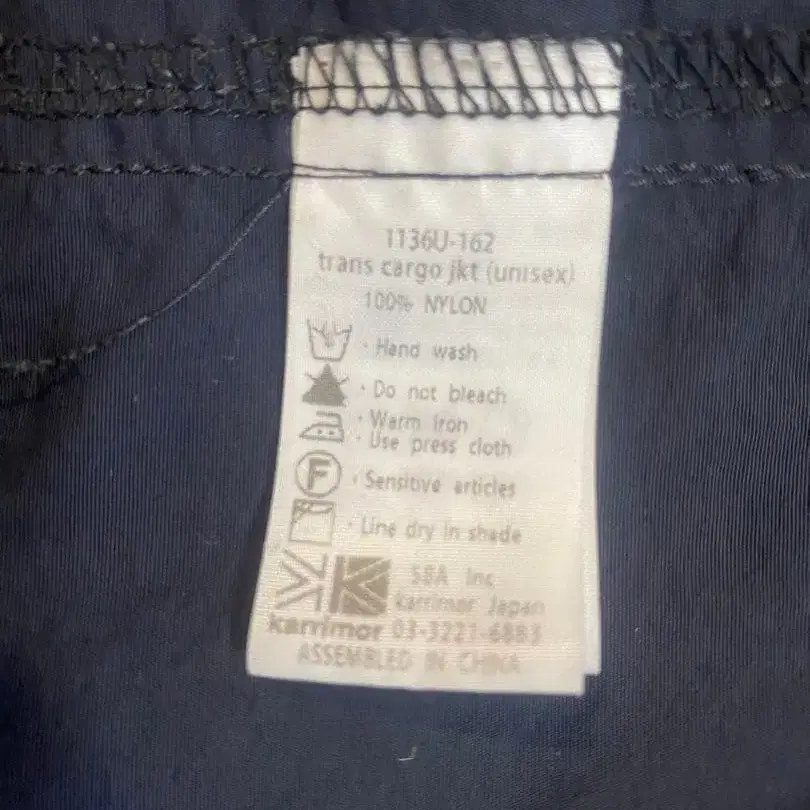 1136U-162
trans cargo jkt (unisex)
100% NYLON
· Hand wash
· Do not bleach
· Warm Iron
· Use press cloth
F · Sensitive articles
· Line dry in shade
SBA Inc
karrimor Japan
karrimor 03-3221-6883
ASSEMBLED IN CHINA